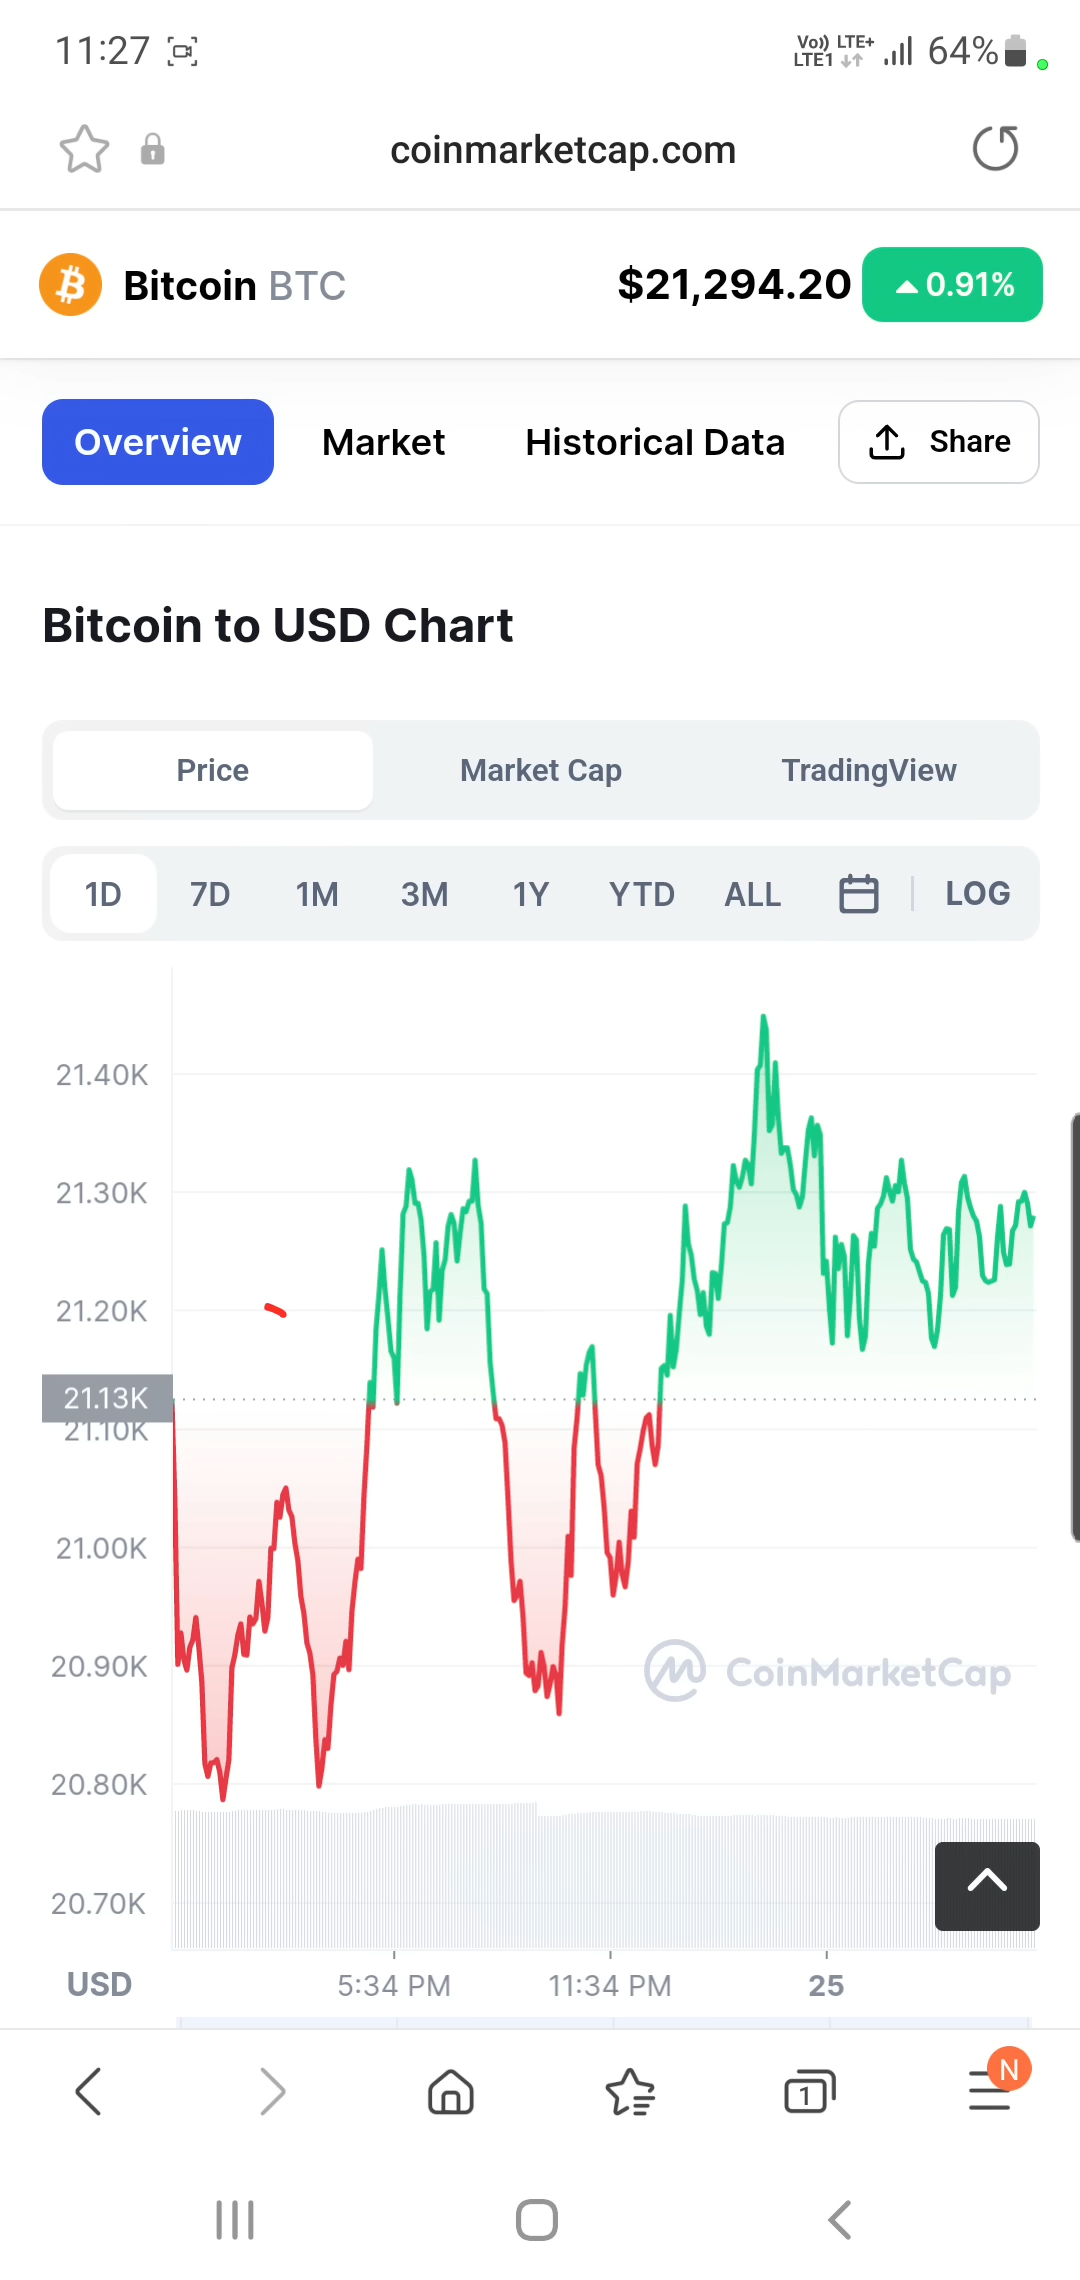 11:27
Vo)) LTE+
LTE1
64%
coinmarketcap.com
Bitcoin BTC
$21,294.20
0.91%
Overview
Market
Historical Data
Share
Bitcoin to USD Chart
Price
Market Cap
TradingView
1D
7D
1M
3M
1Y
YTD
ALL
LOG
21.40K
21.30K
21.20K
21.13K
21.10K
21.00K
20.90K
CoinMarketCap
20.80K
20.70K
USD
5:34 PM
11:34 PM
25
1
N